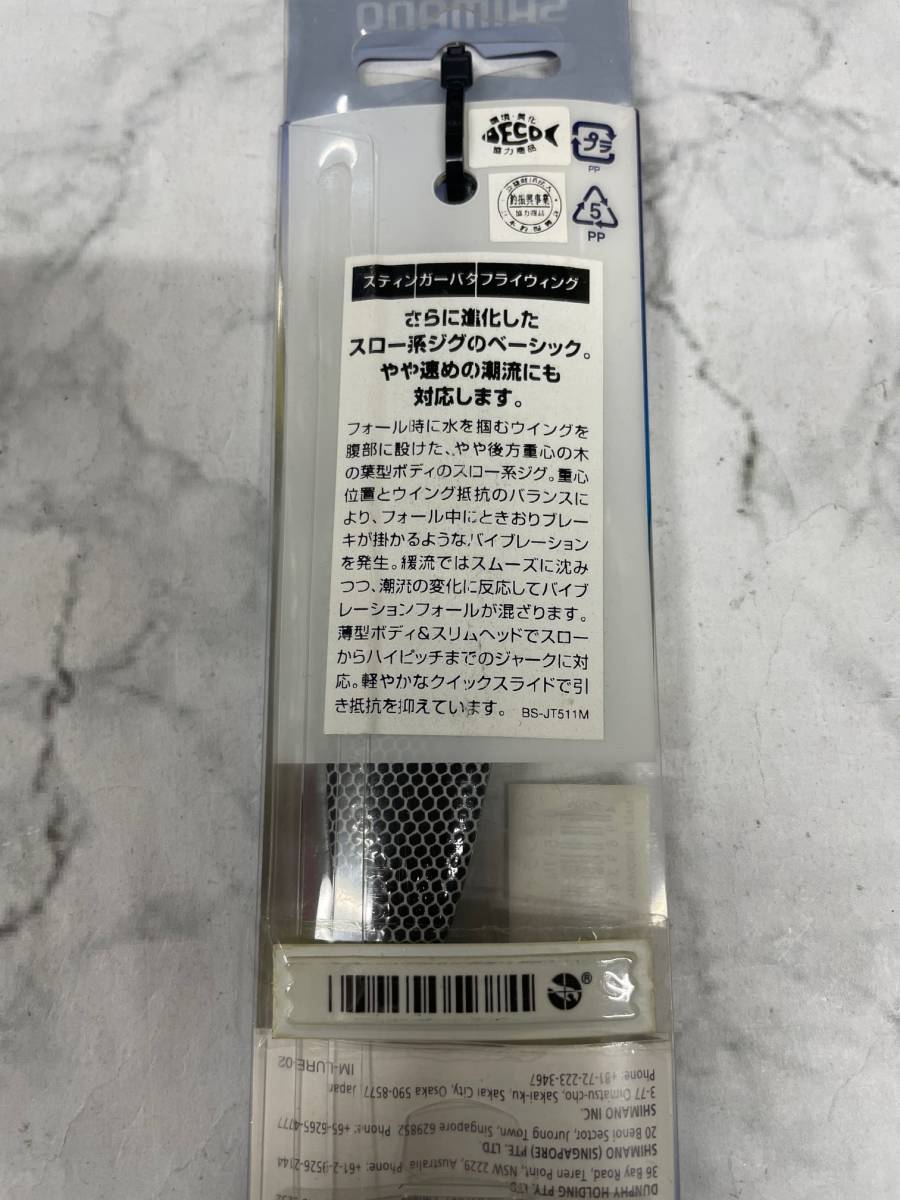 SHIMANO
環境・美化
ECO
協力商品
プラ
PP
釣振興事業
協力商品
5
PP
スティンガーバタフライウィング
さらに進化した
スロー系ジグのベーシック。
やや速めの潮流にも
対応します。
フォール時に水を掴むウイングを
腹部に設けた、やや後方重心の木
の葉型ボディのスロー系ジグ。重心
位置とウイング抵抗のバランスに
より、フォール中にときおりブレー
キが掛かるようなバイブレーション
を発生。緩流ではスムーズに沈み
つつ、潮流の変化に反応してバイブ
レーションフォールが混ざります。
薄型ボディ&スリムヘッドでスロー
からハイピッチまでのジャークに対
応。軽やかなクイックスライドで引
き抵抗を抑えています。 BS-JT511M
®
DUNPHY HOLDING PTY. LTD.
36 Bay Road, Taren Point, NSW, 2229, Australia Phone: +61-2-9526-2144
SHIMANO (SINGAPORE) PTE. LTD.
20 Benoi Sector, Jurong Town, Singapore 629852 Phone: +65-6265-4777
SHIMANO INC.
3-77 Oimatsu-cho, Sakai-ku, Sakai City, Osaka 590-8577, Japan
Phone: +81-72-223-3467
IM-LURE-02